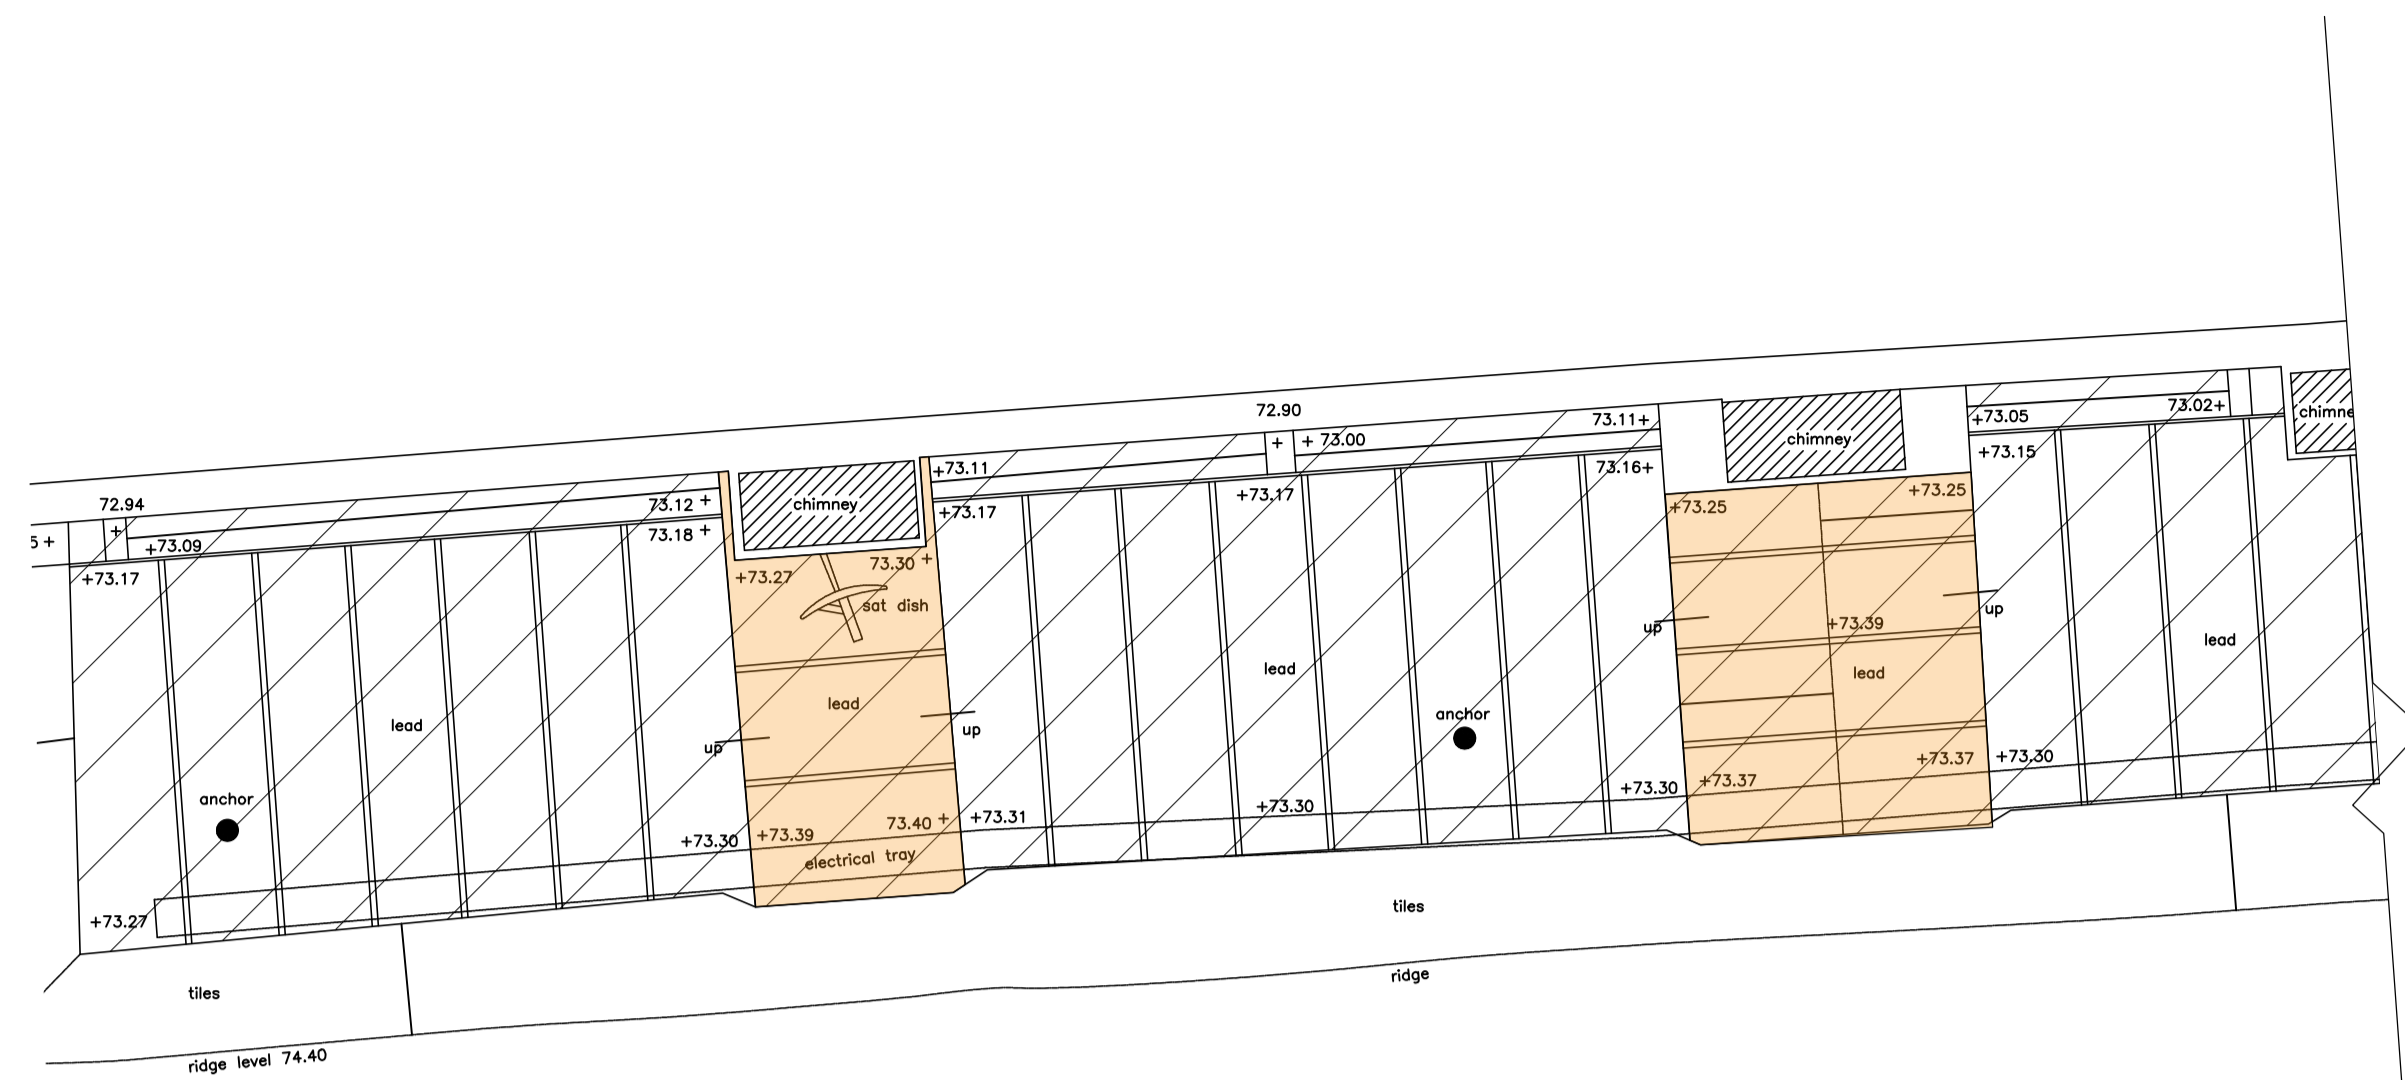 72.90
73.11+
+ 73.00
+
chimney
chimne
+73.05
73.02+
+73.15
73.16+
+73.11
+73.17
+73.17
72.94
+
5 +
+73.09
73.12 +
73.18 +
chimney
+73.17
+73.27
73.30 +
sat dish
+73.25
+73.25
up
up
+73.39
lead
lead
lead
lead
lead
anchor
up
up
anchor
+73.30
+73.37
+73.37
+73.30
+73.30
+73.31
73.40 +
+73.39
+73.30
electrical tray
+73.27
tiles
tiles
ridge
ridge level 74.40